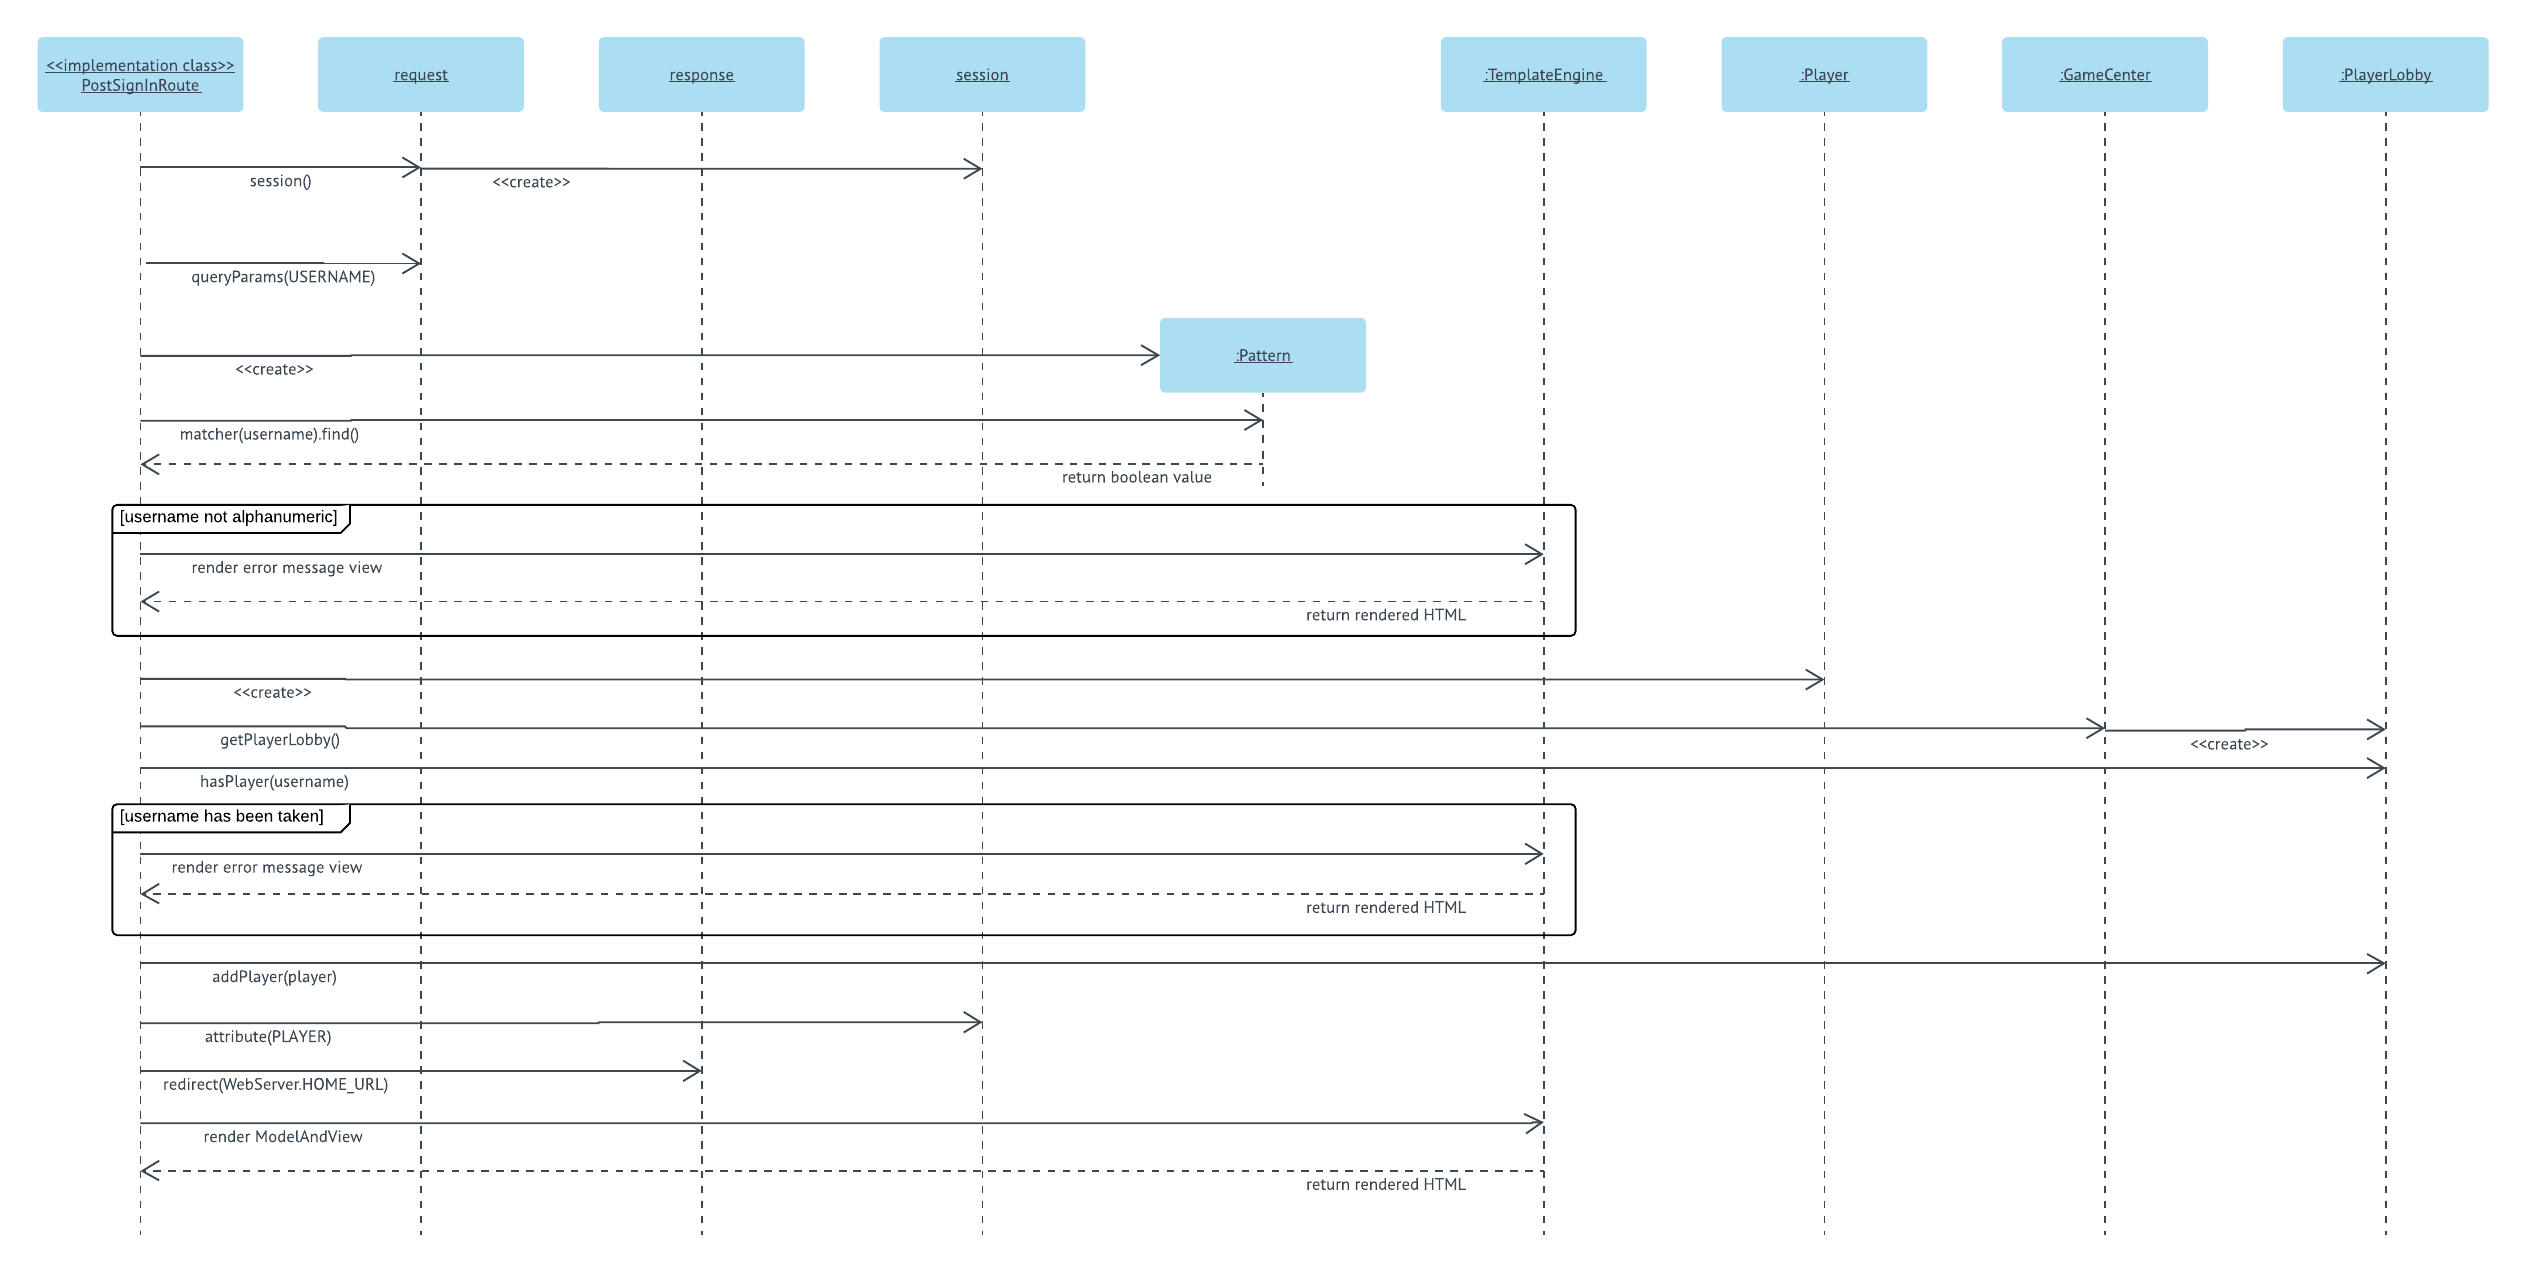 <<implementation class>>
PostSignInRoute
request
response
session
:TemplateEngine
:Player
:GameCenter
:PlayerLobby
session()
<<create>>
queryParams(USERNAME)
:Pattern
<<create>>
matcher(username).find()
return boolean value
[username not alphanumeric]
render error message view
return rendered HTML
<<create>>
getPlayerLobby()
<<create>>
hasPlayer(username)
[username has been taken]
render error message view
return rendered HTML
addPlayer(player)
attribute(PLAYER)
redirect(WebServer.HOME_URL)
render ModelAndView
return rendered HTML